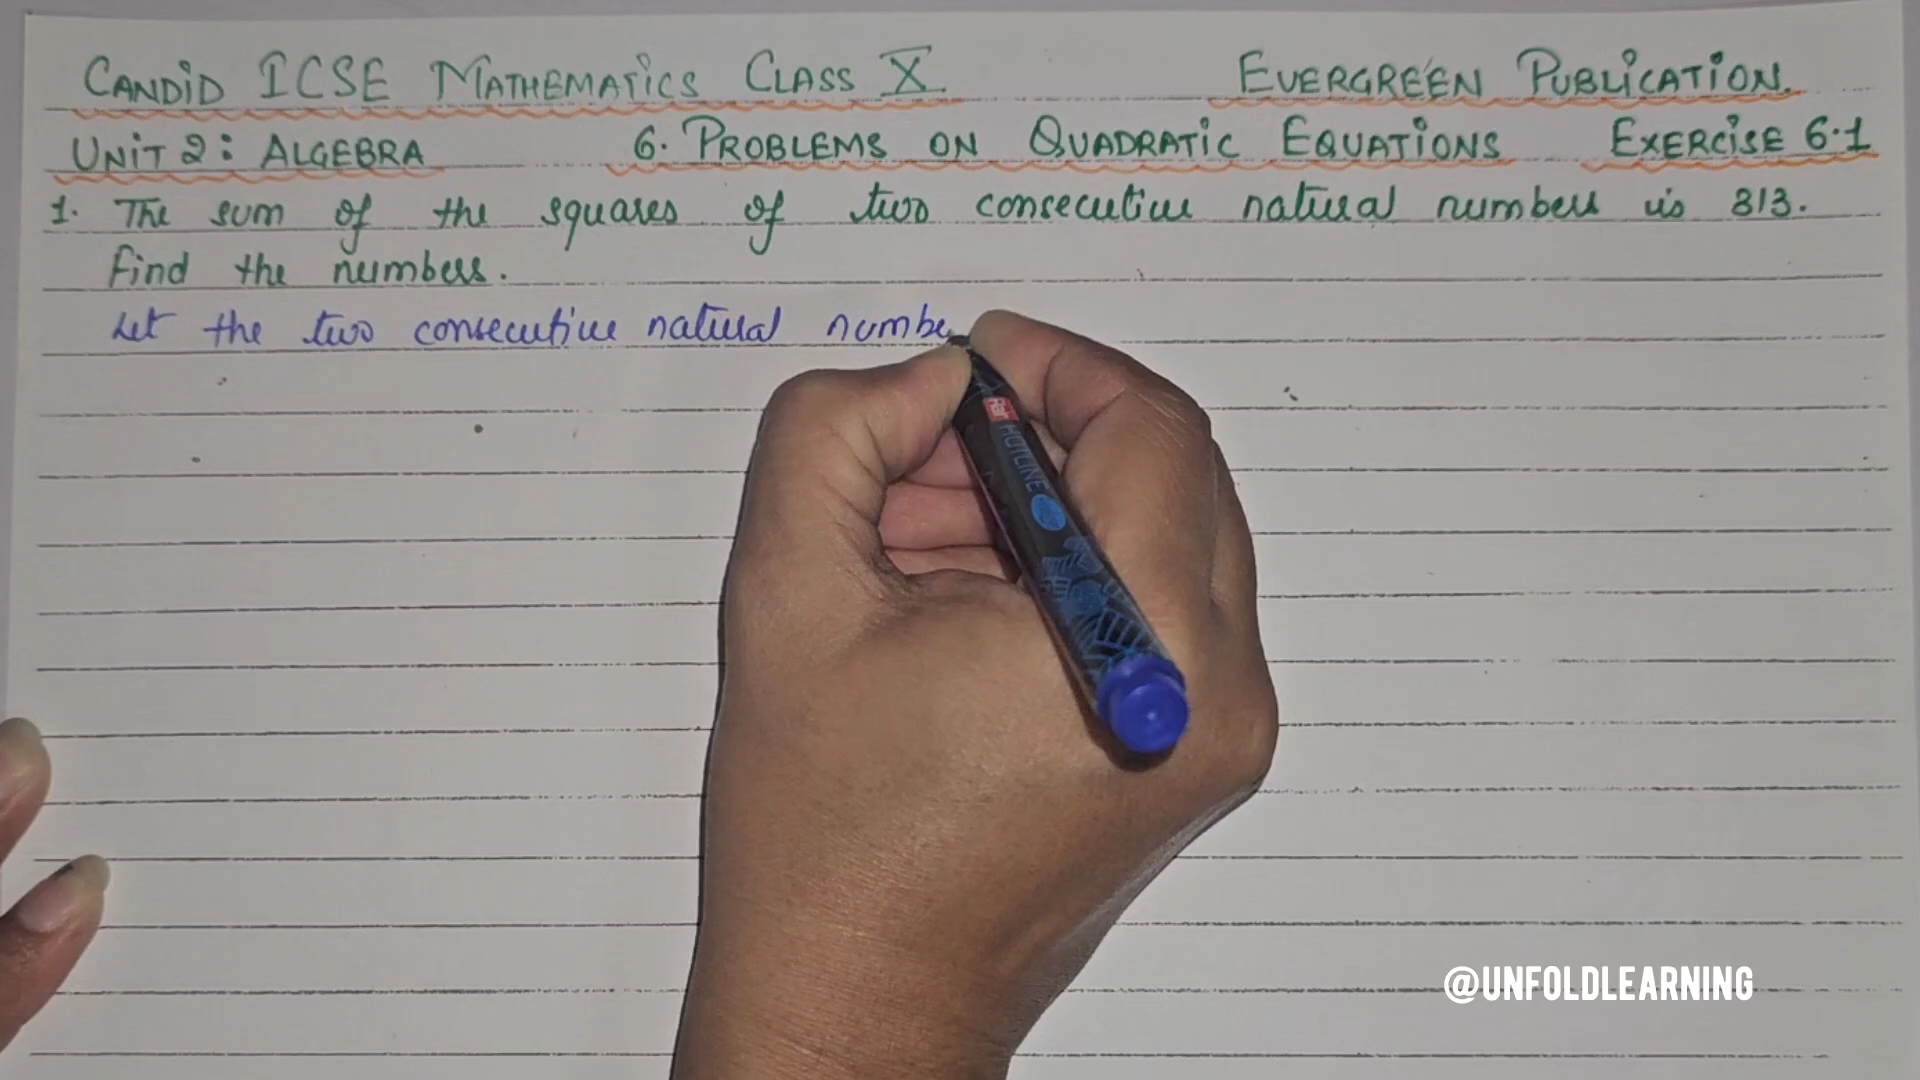 CANDID ICSE MATHEMATICS CLASS X EVERGREEN PUBLICATION.
UNIT 2: ALGEBRA 6. PROBLEMS ON QUADRATIC EQUATIONS EXERCISE 6.1
1. The sum of the squares of two consecutive natural numbers is 313.
Find the numbers.
Let the two consecutive natural numbe
HOTLINE
@UNFOLDLEARNING